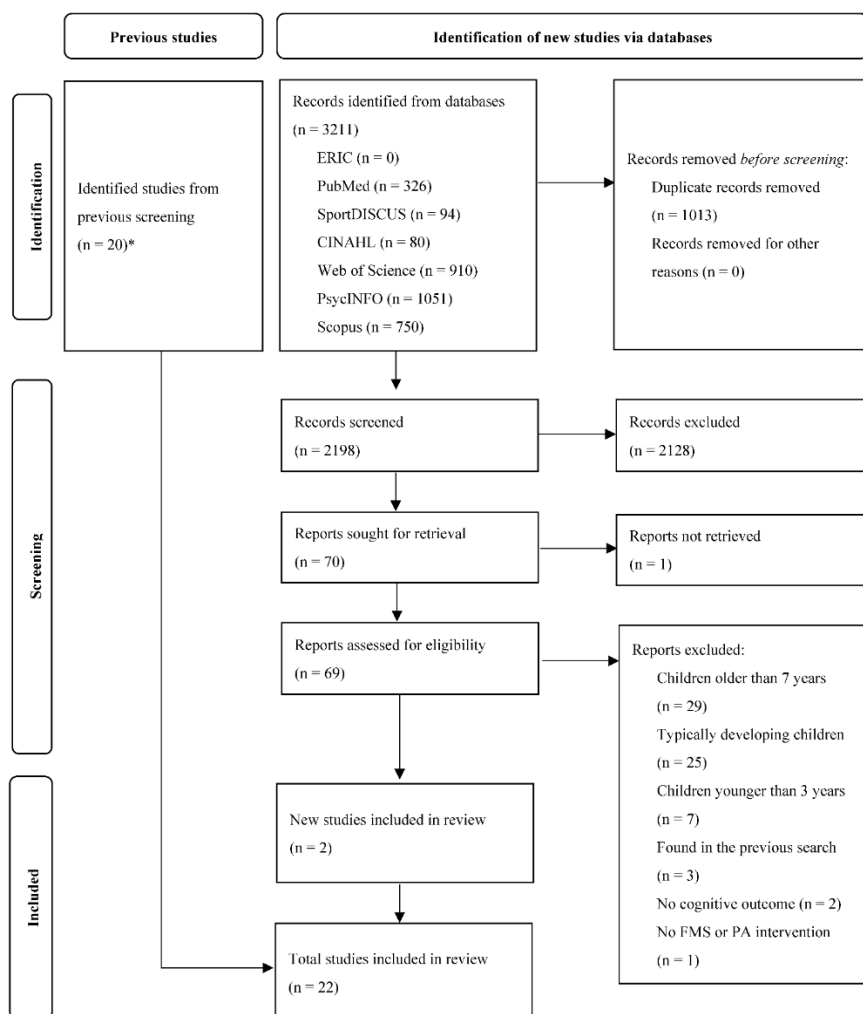 Previous studies
Identification of new studies via databases
Identification
Identified studies from
previous screening
(n = 20)*
Records identified from databases
(n = 3211)
ERIC (n = 0)
PubMed (n = 326)
SportDISCUS (n = 94)
CINAHL (n = 80)
Web of Science (n = 910)
PsycINFO (n = 1051)
Scopus (n = 750)
Records removed before screening:
Duplicate records removed
(n = 1013)
Records removed for other
reasons (n = 0)
Screening
Records screened
(n = 2198)
Records excluded
(n = 2128)
Reports sought for retrieval
(n = 70)
Reports not retrieved
(n = 1)
Reports assessed for eligibility
(n = 69)
Reports excluded:
Children older than 7 years
(n = 29)
Typically developing children
(n = 25)
Children younger than 3 years
(n = 7)
Found in the previous search
(n = 3)
No cognitive outcome (n = 2)
No FMS or PA intervention
(n = 1)
Included
New studies included in review
(n = 2)
Total studies included in review
(n = 22)